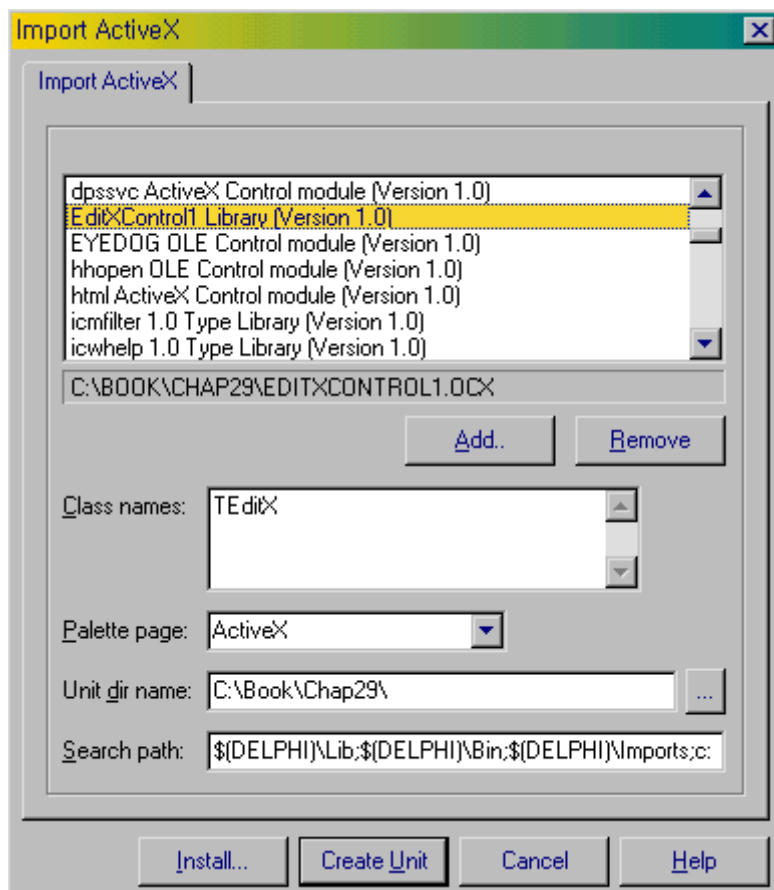 Import ActiveX
Import ActiveX
dpssvc ActiveX Control module (Version 1.0)
EditXControl1 Library (Version 1.0)
EYEDOG OLE Control module (Version 1.0)
hhopen OLE Control module (Version 1.0)
html ActiveX Control module (Version 1.0)
icmfilter 1.0 Type Library (Version 1.0)
icwhelp 1.0 Type Library (Version 1.0)
C:\BOOK\CHAP29\EDITXCONTROL1.OCX
Add.. Remove
Class names: TEditX
Palette page: ActiveX
Unit dir name: C:\Book\Chap29\ ...
Search path: $(DELPHI)\Lib;$(DELPHI)\Bin;$(DELPHI)\Imports;c:
Install... Create Unit Cancel Help